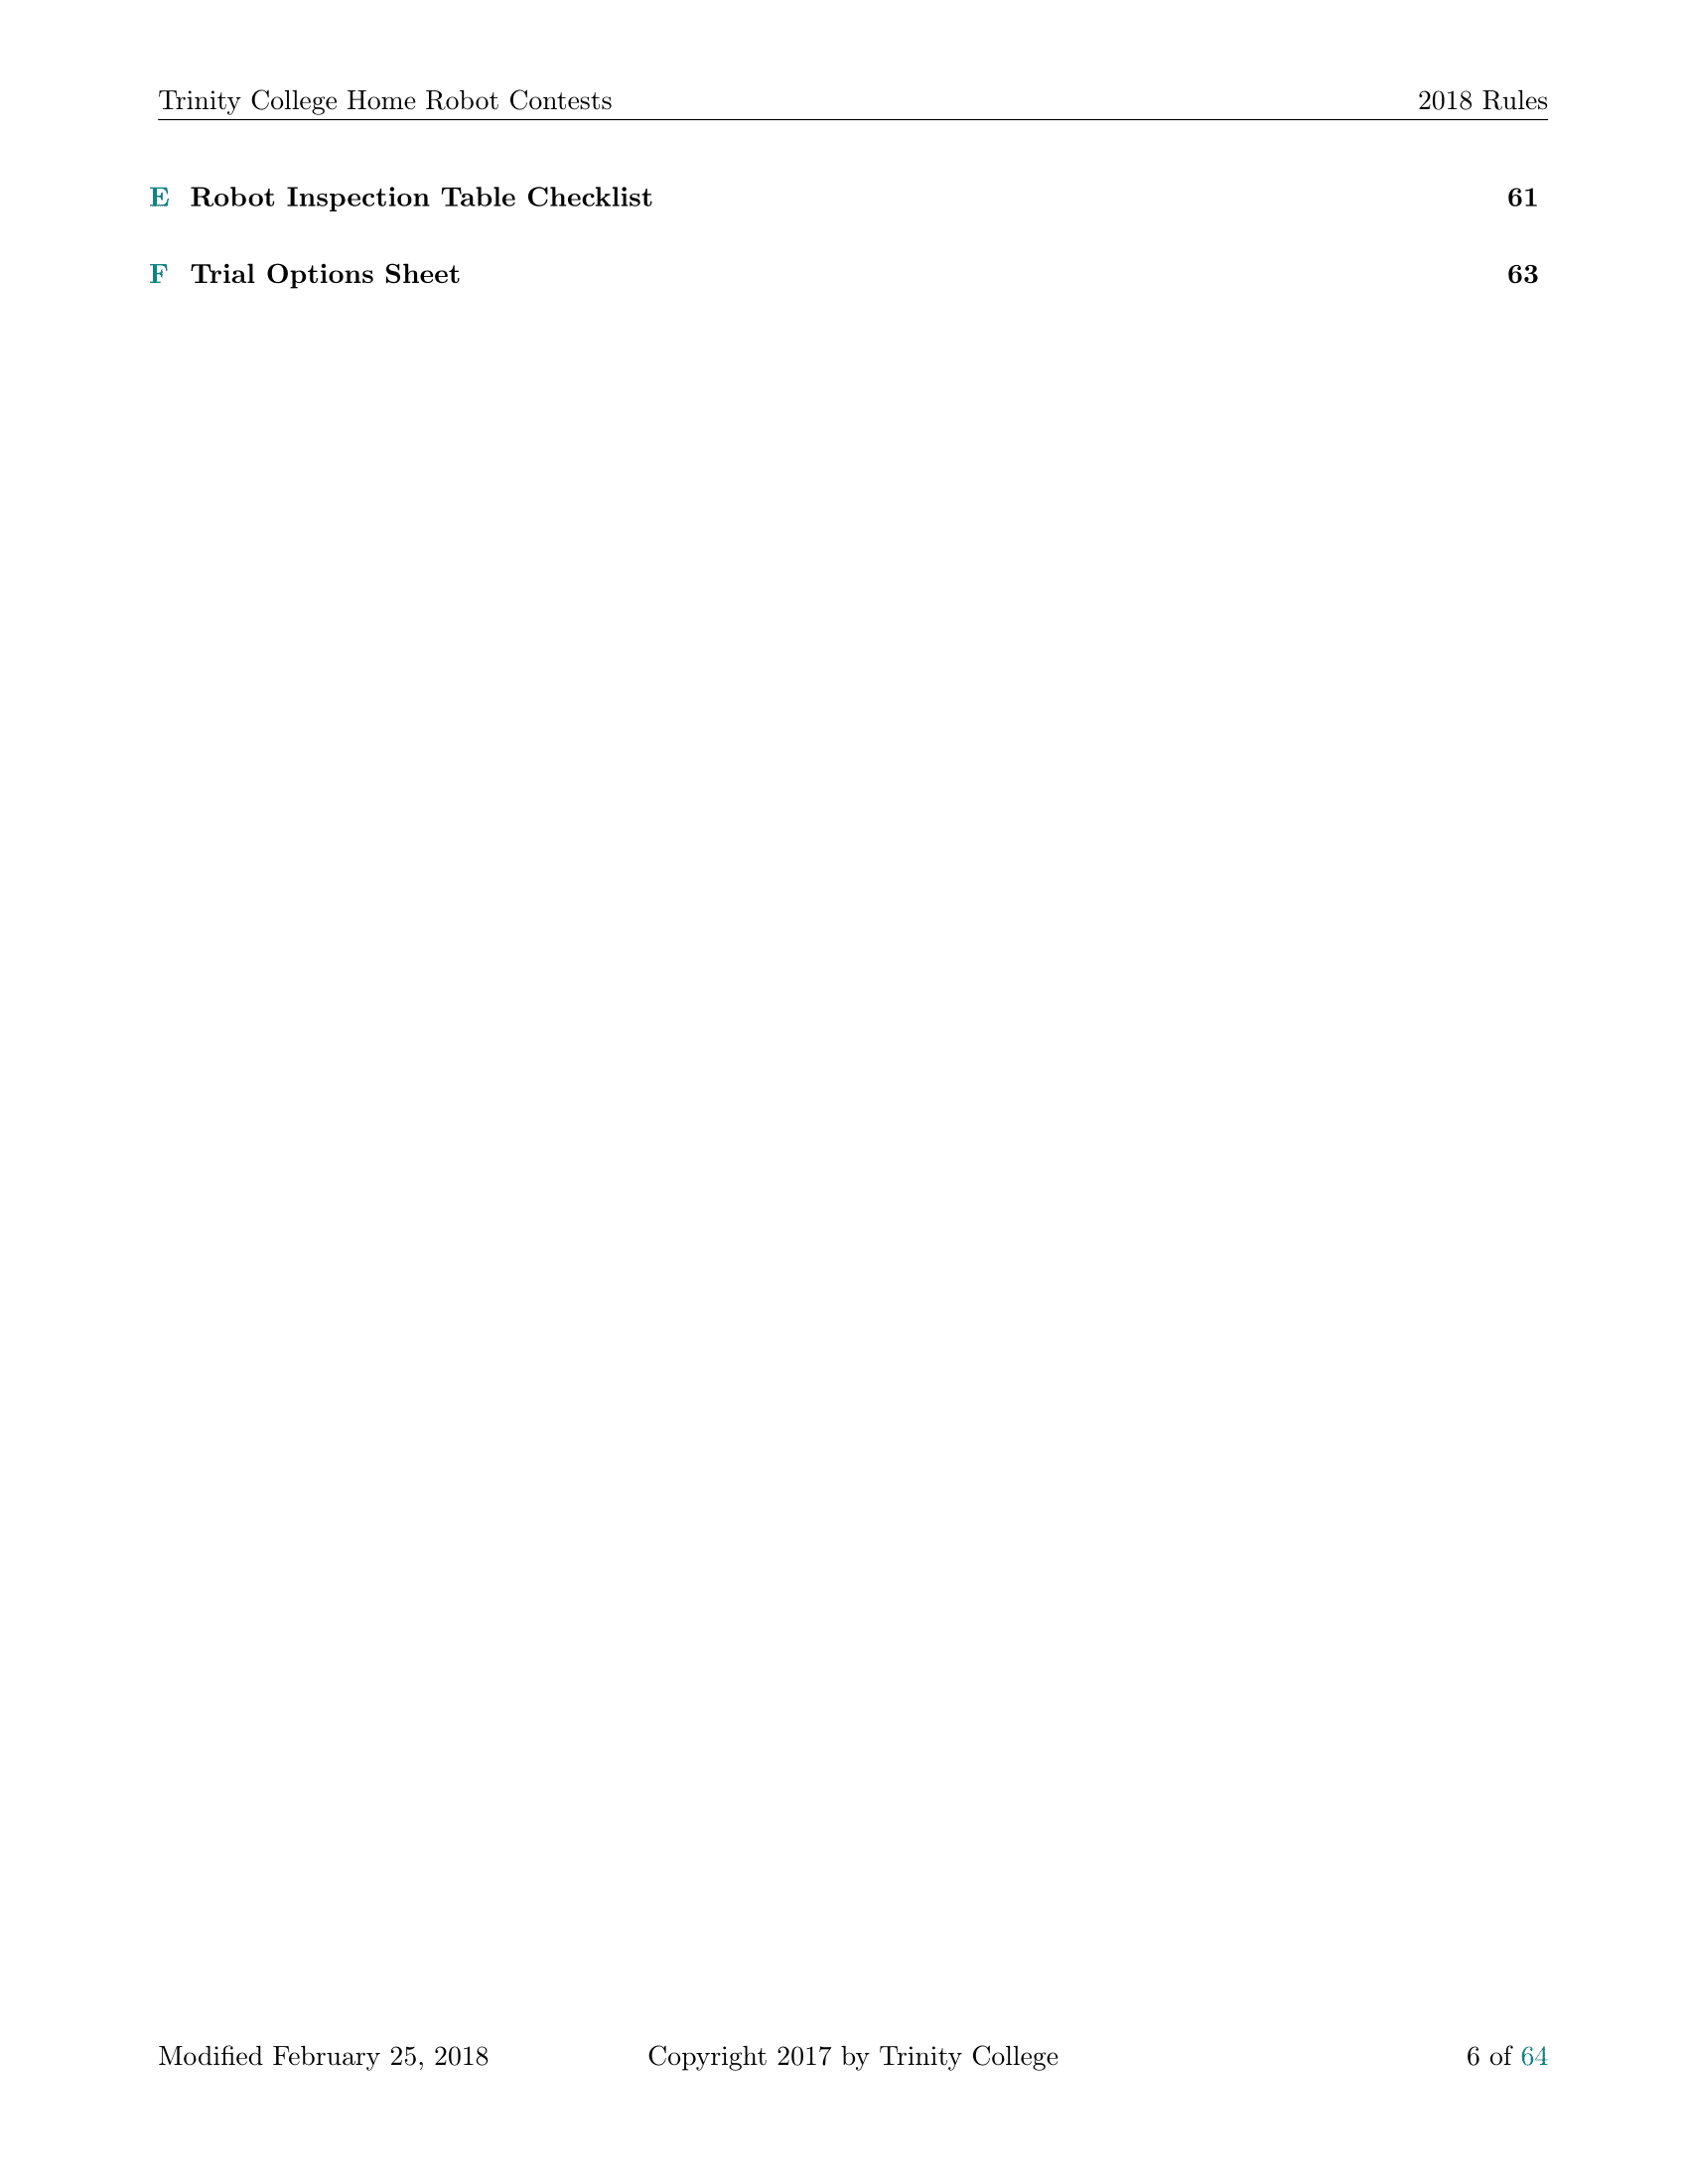 Trinity College Home Robot Contests 2018 Rules
E Robot Inspection Table Checklist 61
F Trial Options Sheet 63
Modified February 25, 2018 Copyright 2017 by Trinity College 6 of 64